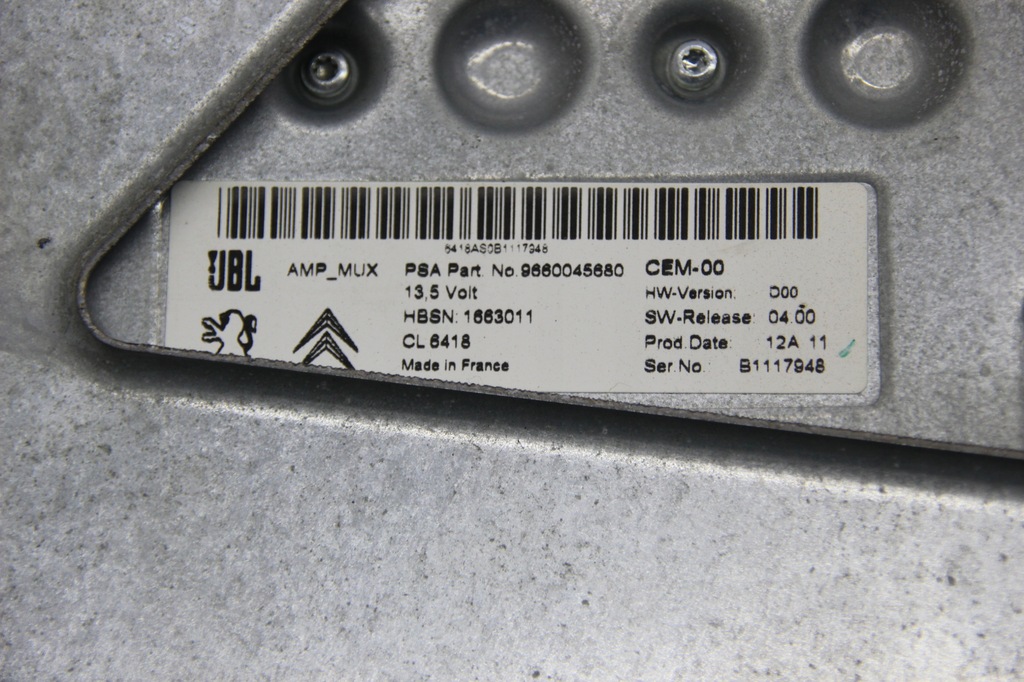 6418AS0B1117948
JBL
AMP_MUX
PSA Part. No.9660045680
13,5 Volt
HBSN: 1663011
CL 6418
Made in France
CEM-00
HW-Version: D00
SW-Release: 04.00
Prod.Date: 12A 11
Ser.No. B1117948